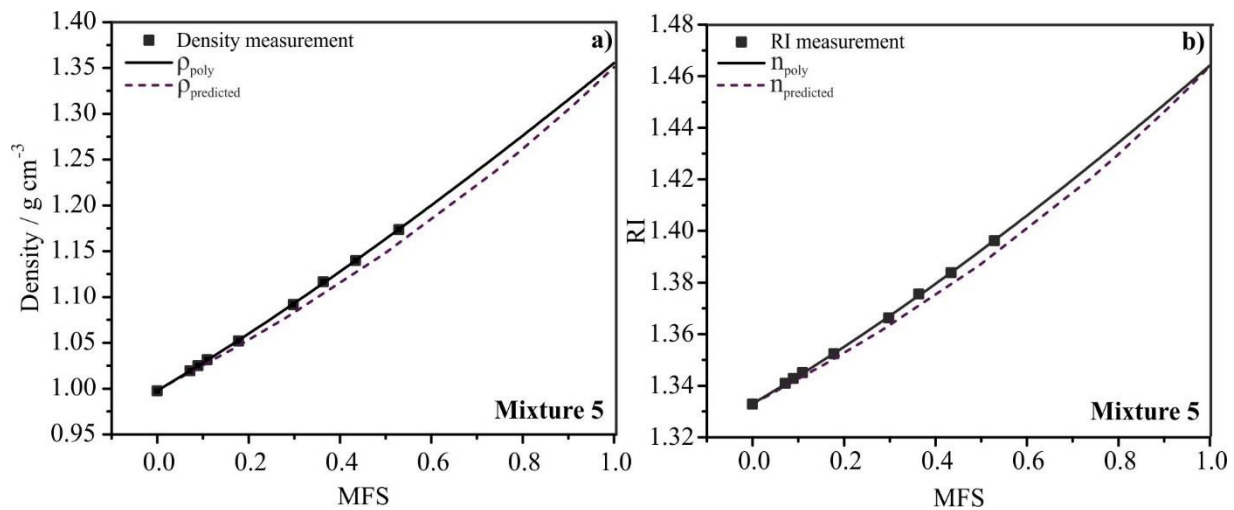 a)
Density measurement
ρpoly
ρpredicted
1.40
1.35
1.30
1.25
1.20
1.15
1.10
1.05
1.00
0.95
Density / g cm-3
0.0 0.2 0.4 0.6 0.8 1.0
MFS
Mixture 5
b)
RI measurement
npoly
npredicted
1.48
1.46
1.44
1.42
1.40
1.38
1.36
1.34
1.32
RI
0.0 0.2 0.4 0.6 0.8 1.0
MFS
Mixture 5